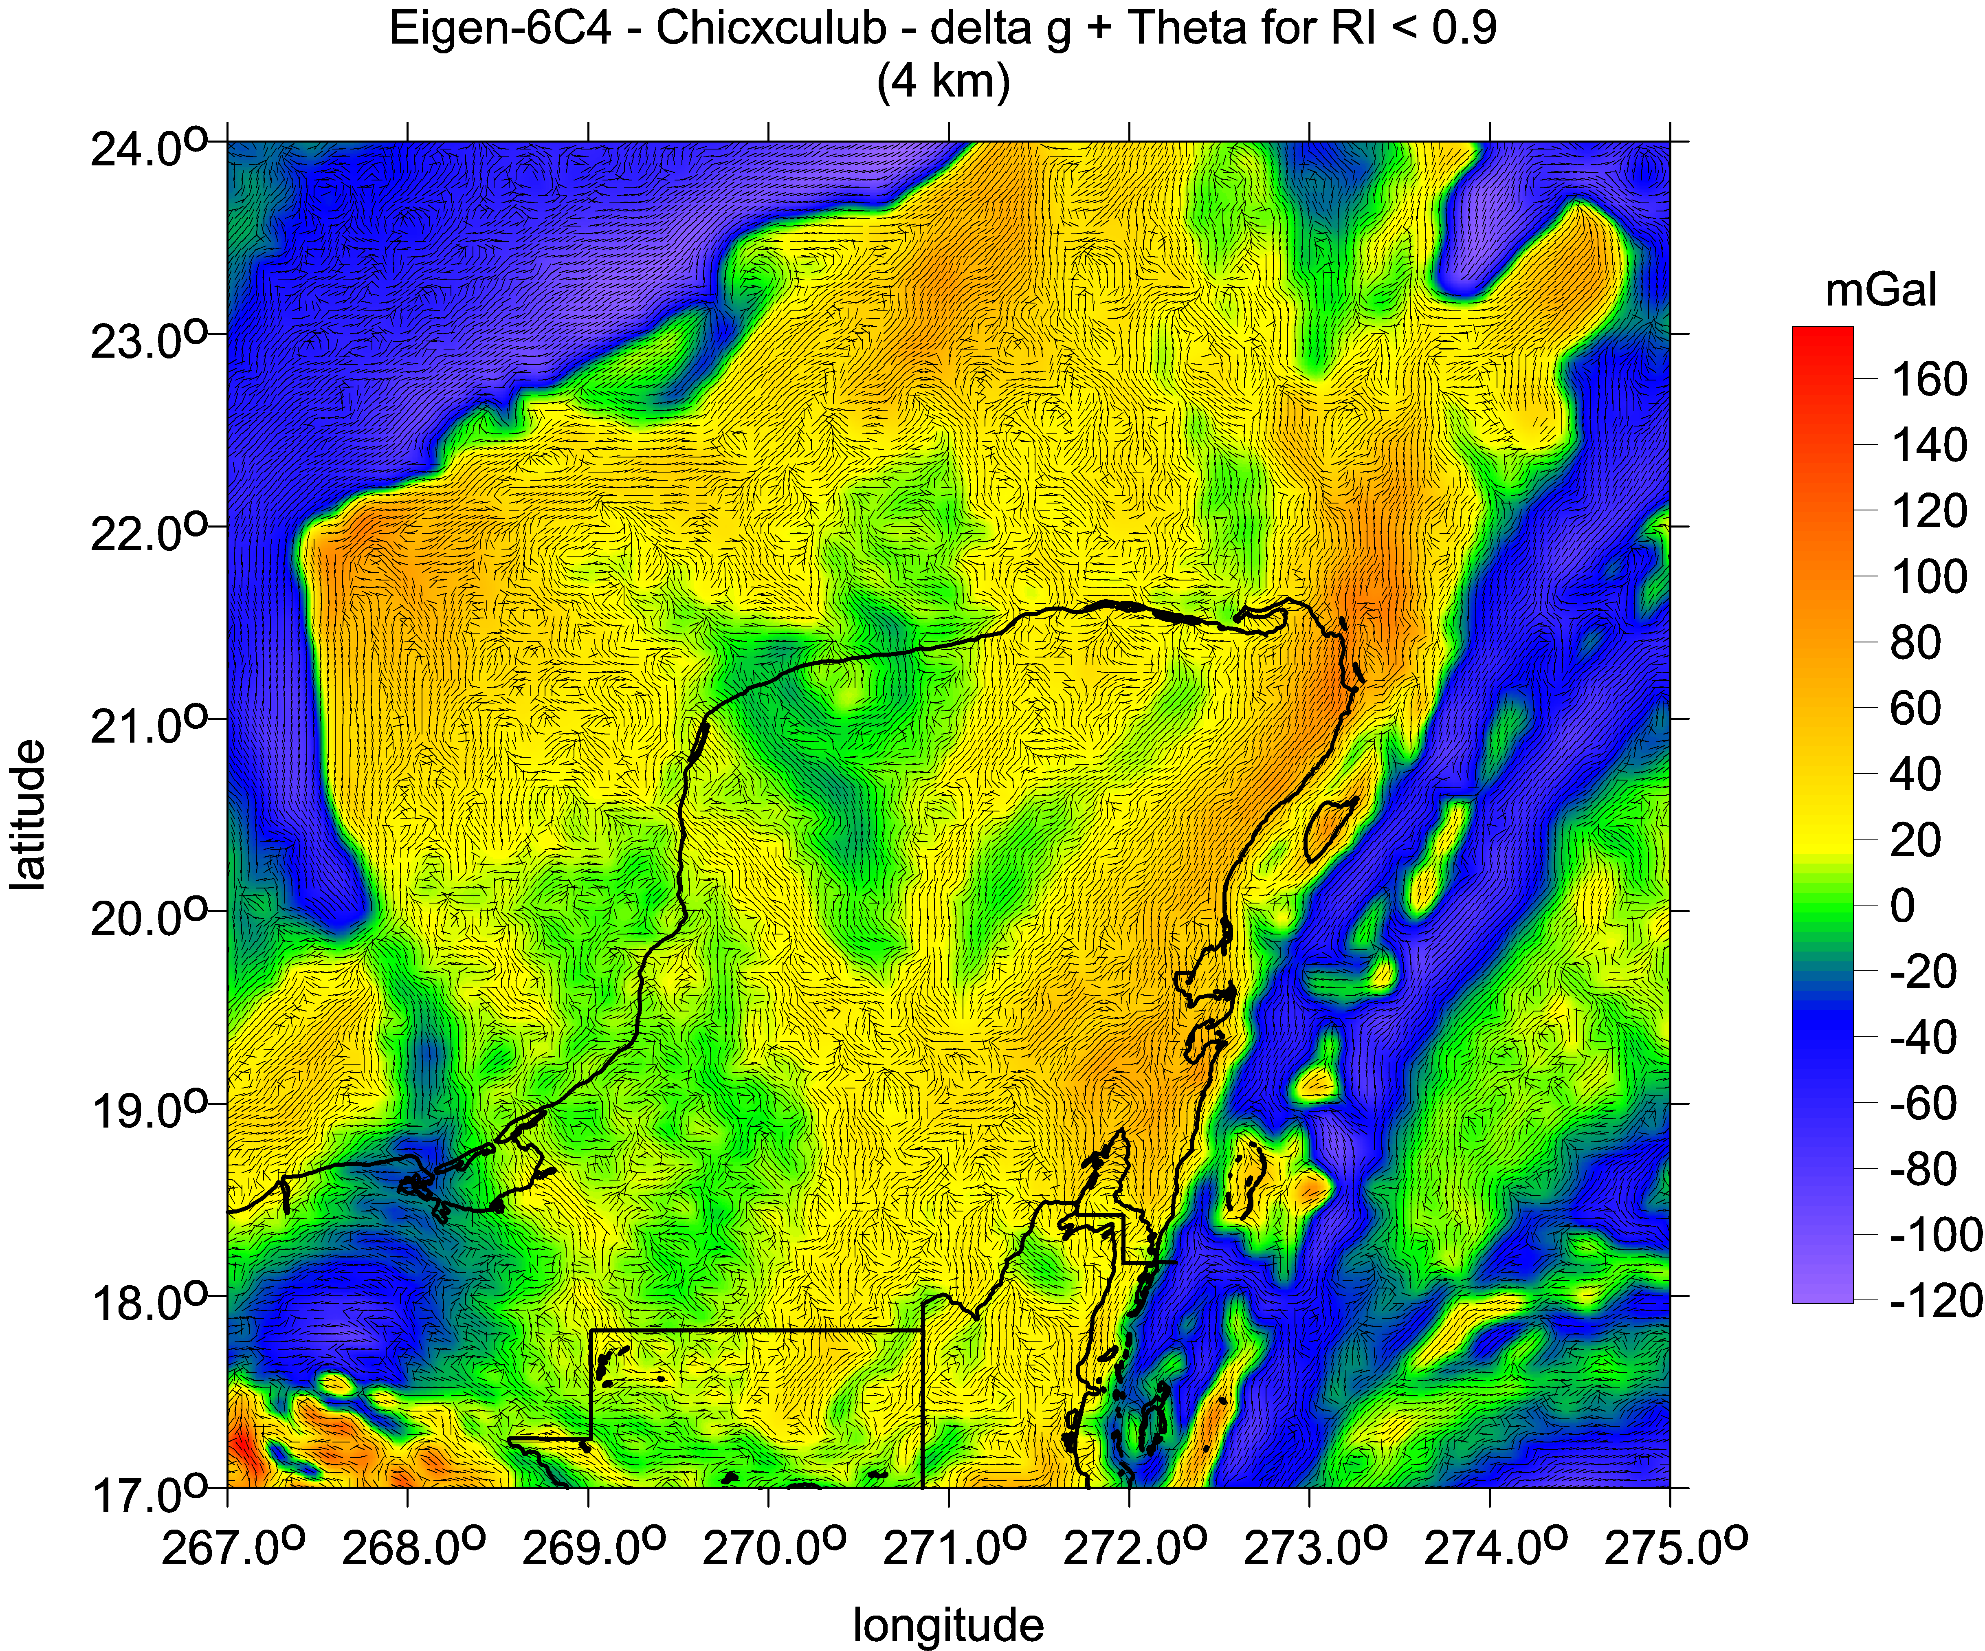 Eigen-6C4 - Chicxculub - delta g + Theta for RI < 0.9
(4 km)
24.0o
23.0o
22.0o
21.0o
20.0o
19.0o
18.0o
17.0o
latitude
267.0o 268.0o 269.0o 270.0o 271.0o 272.0o 273.0o 274.0o 275.0o
longitude
mGal
160
140
120
100
80
60
40
20
0
-20
-40
-60
-80
-100
-120